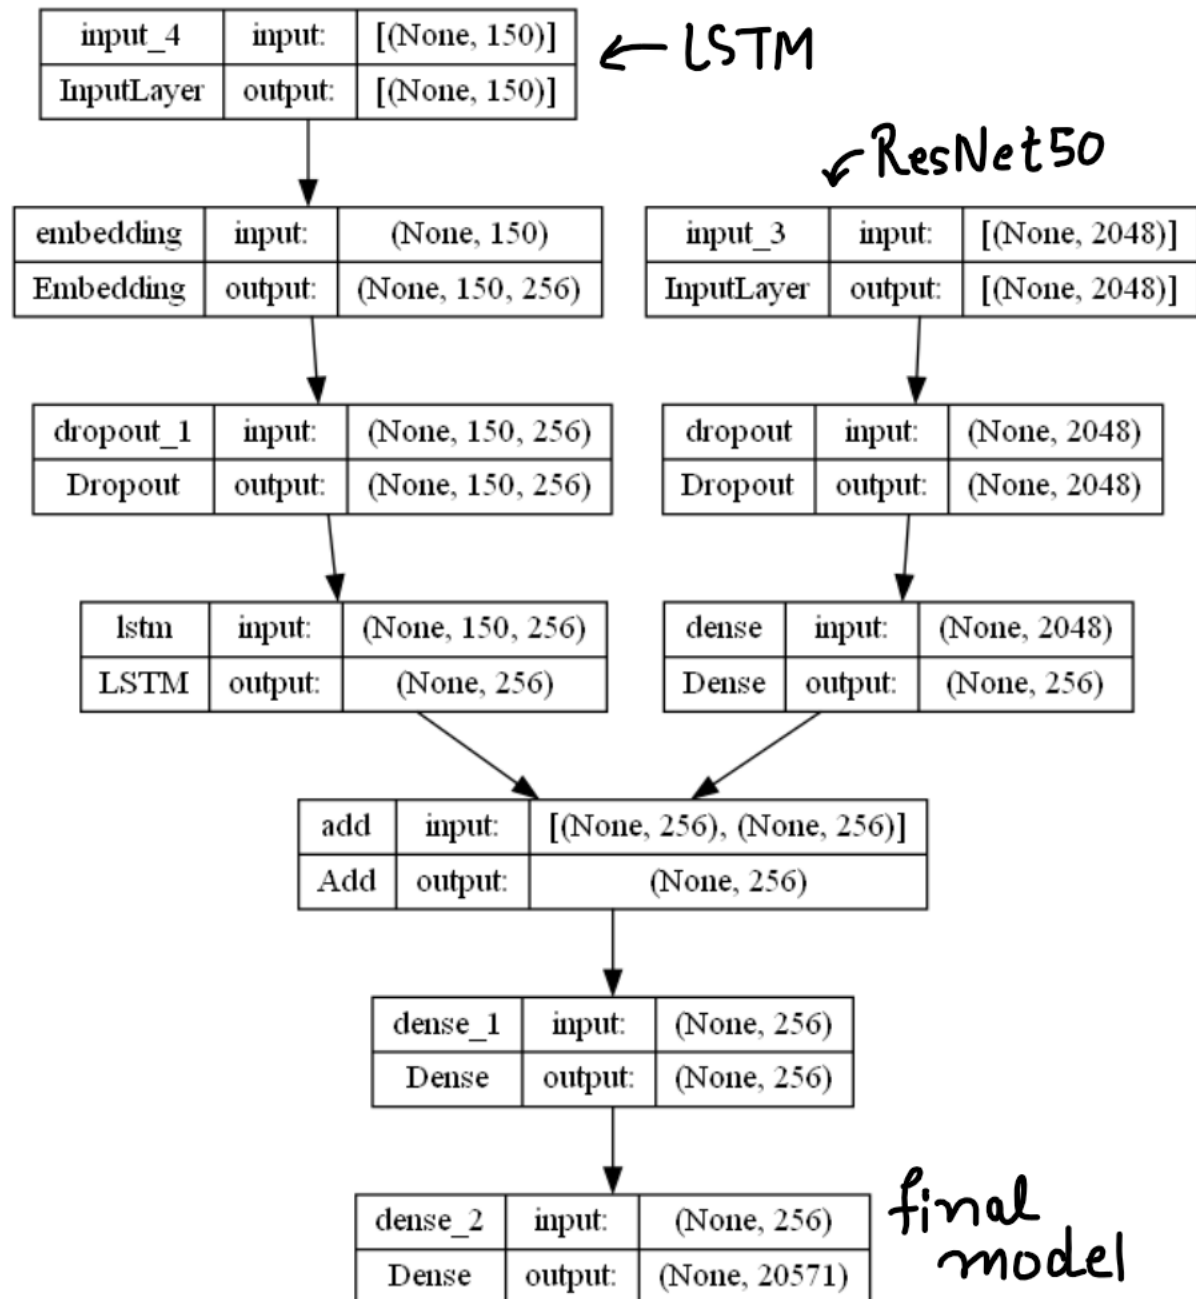 input_4 input: [(None, 150)]
InputLayer output: [(None, 150)]
← LSTM
ResNet50
embedding input: (None, 150)
Embedding output: (None, 150, 256)
input_3 input: [(None, 2048)]
InputLayer output: [(None, 2048)]
dropout_1 input: (None, 150, 256)
Dropout output: (None, 150, 256)
dropout input: (None, 2048)
Dropout output: (None, 2048)
lstm input: (None, 150, 256)
LSTM output: (None, 256)
dense input: (None, 2048)
Dense output: (None, 256)
add input: [(None, 256), (None, 256)]
Add output: (None, 256)
dense_1 input: (None, 256)
Dense output: (None, 256)
dense_2 input: (None, 256)
Dense output: (None, 20571)
final
model